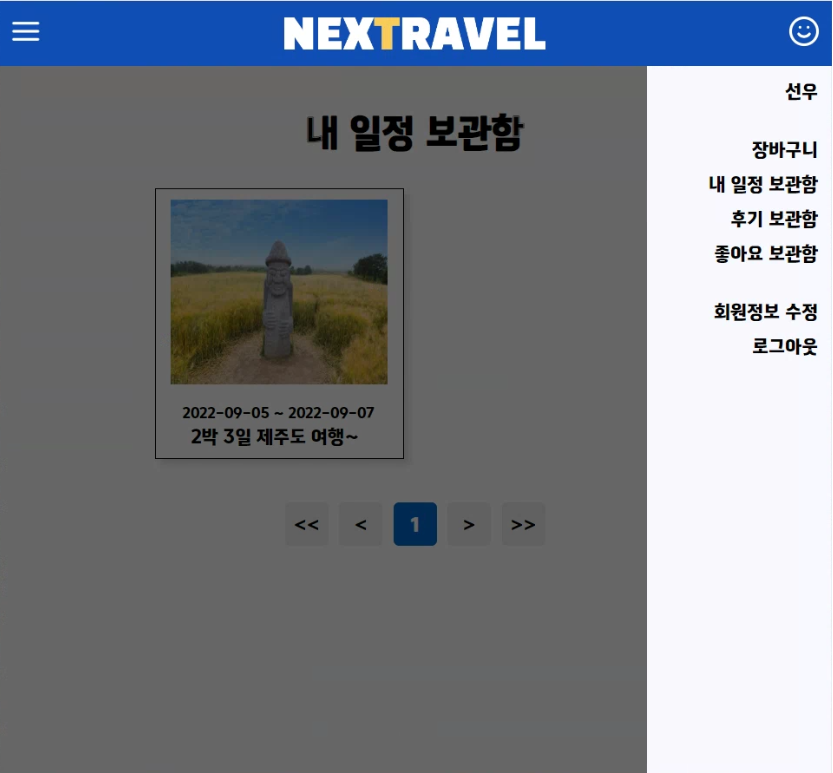 NEXTRAVEL
내 일정 보관함
2022-09-05 ~ 2022-09-07
2박 3일 제주도 여행~
<< < 1 > >>
선우
장바구니
내 일정 보관함
후기 보관함
좋아요 보관함
회원정보 수정
로그아웃